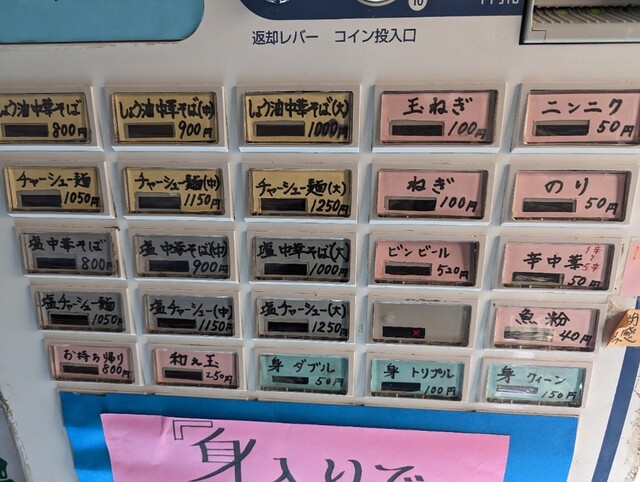 返却レバー コイン投入口
しょう油中華そば 800円
しょう油中華そば(中) 900円
しょう油中華そば(大) 1000円
玉ねぎ 100円
ニンニク 50円
チャーシュー麺 1050円
チャーシュー麺(中) 1150円
チャーシュー麺(大) 1250円
ねぎ 100円
のり 50円
塩中華そば 800円
塩中華そば(中) 900円
塩中華そば(大) 1000円
ビンビール 520円
辛中華 50円
塩チャーシュー麺 1050円
塩チャーシュー(中) 1150円
塩チャーシュー(大) 1250円
魚粉 40円
お持ち帰り 800円
和え玉 250円
身 ダブル 50円
身 トリプル 100円
身 クィーン 150円
『身入りで